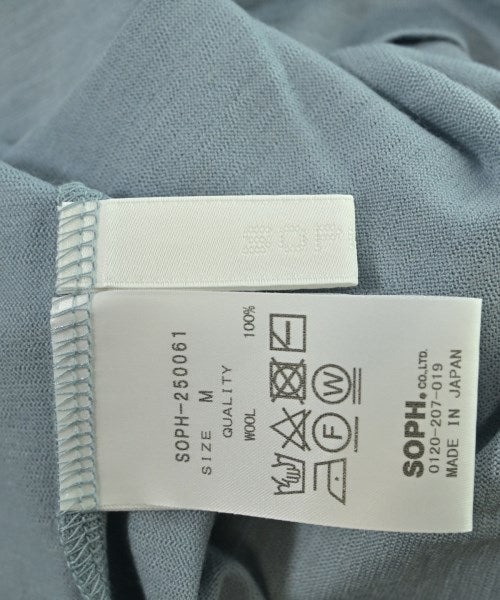 SOPH-250061
SIZE M
QUALITY
WOOL 100%
W
F
SOPH. CO.,LTD.
0120-207-019
MADE IN JAPAN